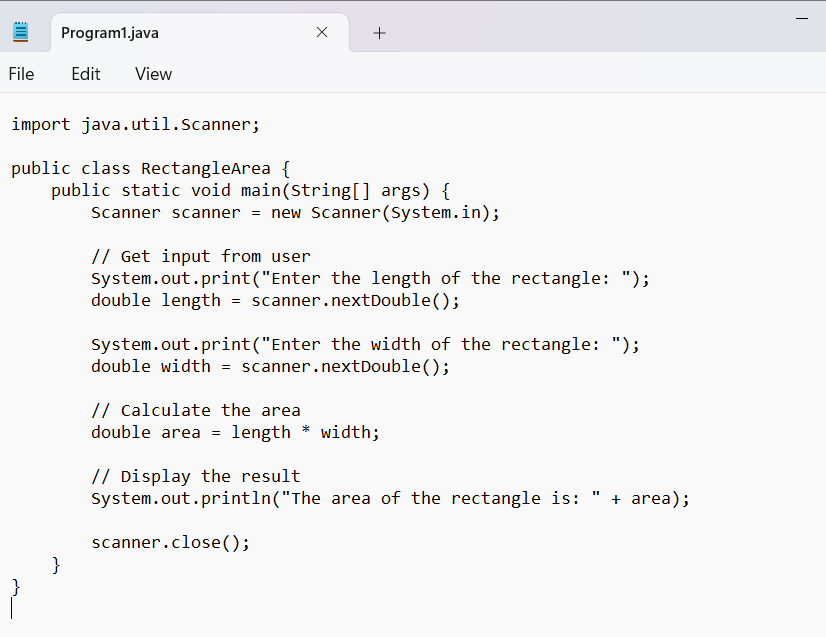 Program1.java
File Edit View
import java.util.Scanner;
public class RectangleArea {
    public static void main(String[] args) {
        Scanner scanner = new Scanner(System.in);
        // Get input from user
        System.out.print("Enter the length of the rectangle: ");
        double length = scanner.nextDouble();
        System.out.print("Enter the width of the rectangle: ");
        double width = scanner.nextDouble();
        // Calculate the area
        double area = length * width;
        // Display the result
        System.out.println("The area of the rectangle is: " + area);
        scanner.close();
    }
}